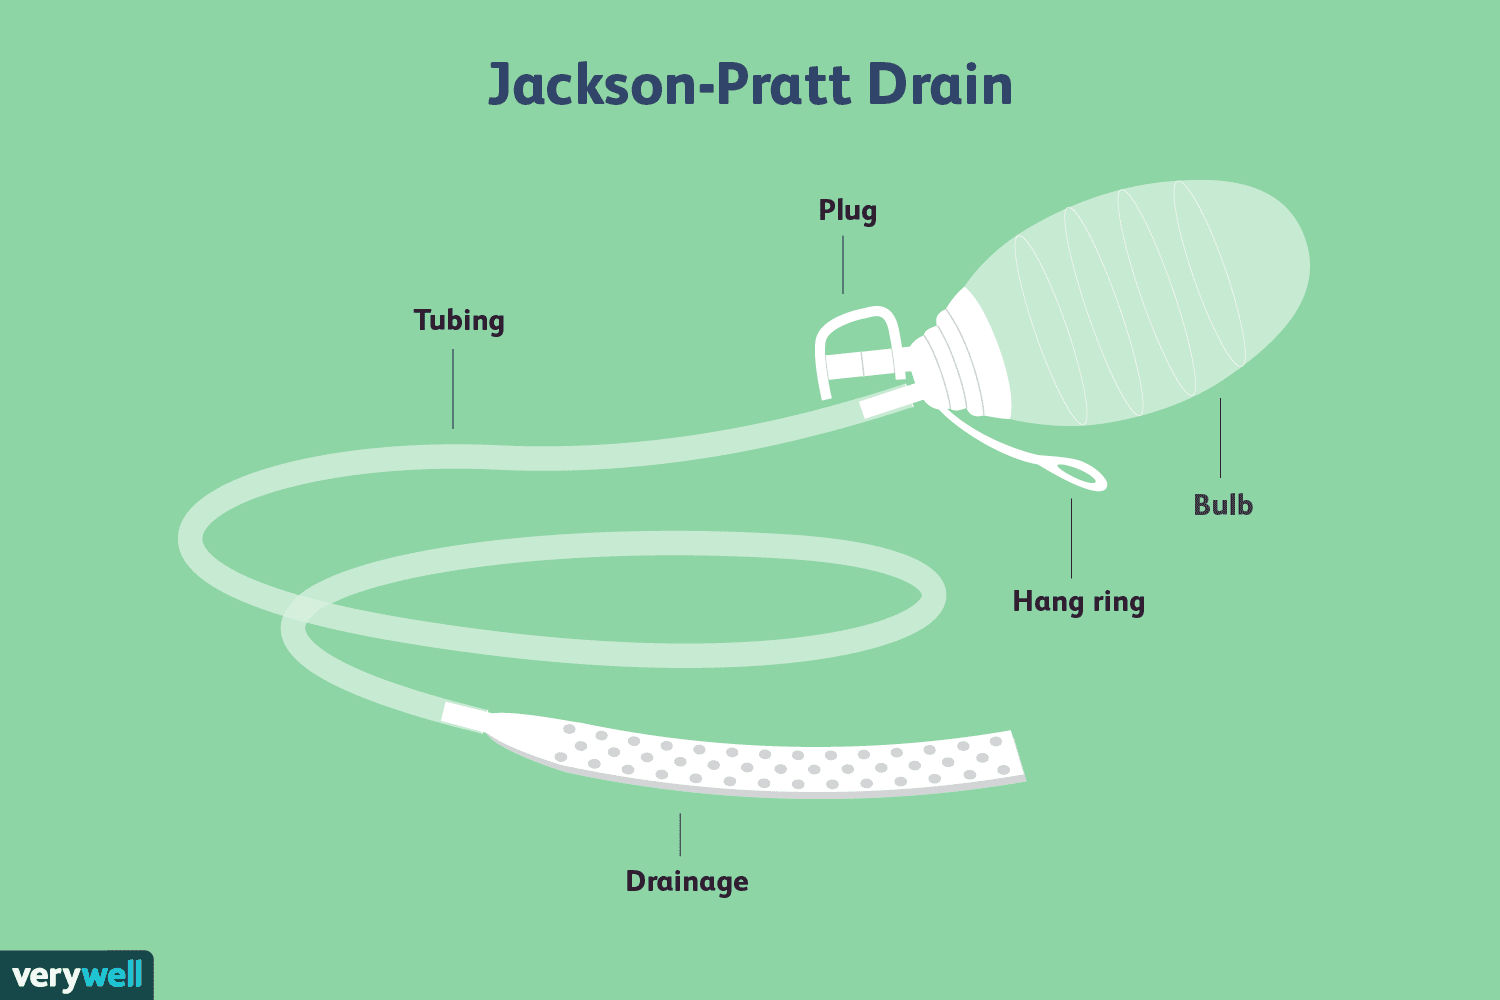 Jackson-Pratt Drain
Plug
Tubing
Bulb
Hang ring
Drainage
verywell